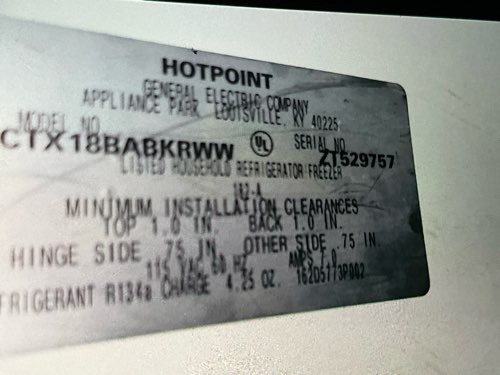 HOTPOINT
GENERAL ELECTRIC COMPANY
APPLIANCE PARK LOUISVILLE, KY 40225
MODEL NO. SERIAL NO.
CTX18BABKRWW UL ZT529757
LISTED HOUSEHOLD REFRIGERATOR FREEZER
MINIMUM INSTALLATION CLEARANCES
TOP 1.0 IN. BACK 1.0 IN.
HINGE SIDE .75 IN. OTHER SIDE .75 IN.
115 VAC 60 HZ AMPS 7.0
FRIGERANT R134a CHARGE 4.25 OZ.